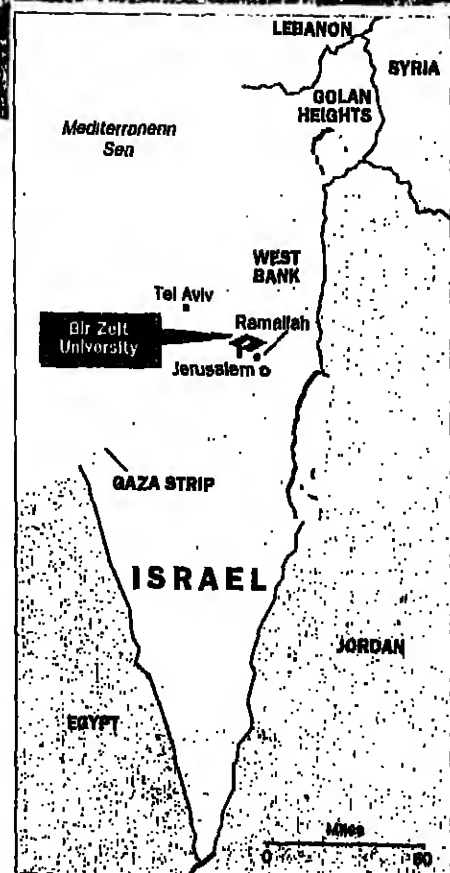 LEBANON
SYRIA
GOLAN
HEIGHTS
Mediterranean
Sea
WEST
BANK
Tel Aviv
Ramallah
Bir Zeit
University
Jerusalem
GAZA STRIP
ISRAEL
JORDAN
EGYPT
Miles
0